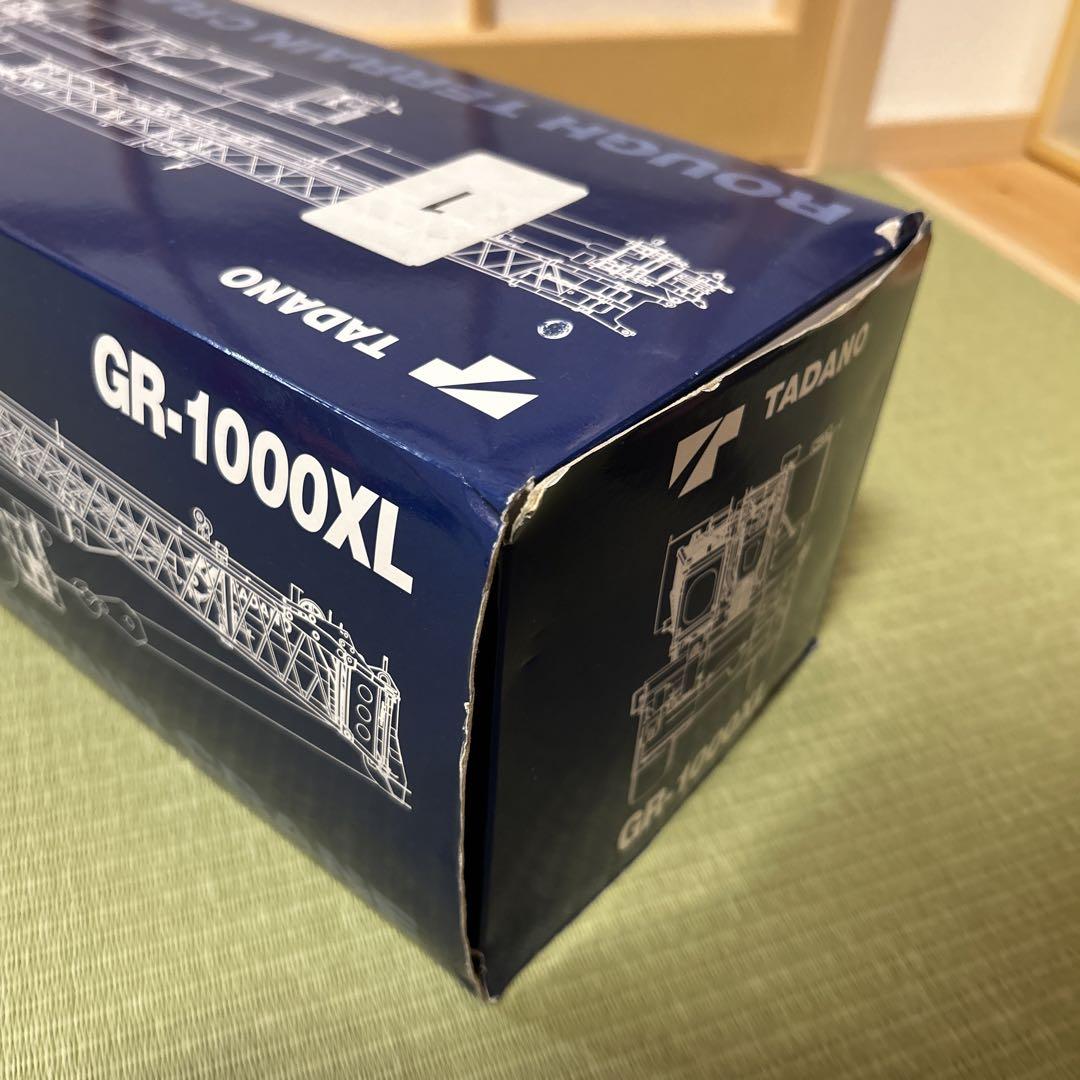 ROUGH TERRAIN CRA
1
TADANO
GR-1000XL
TADANO
GR-1000XL